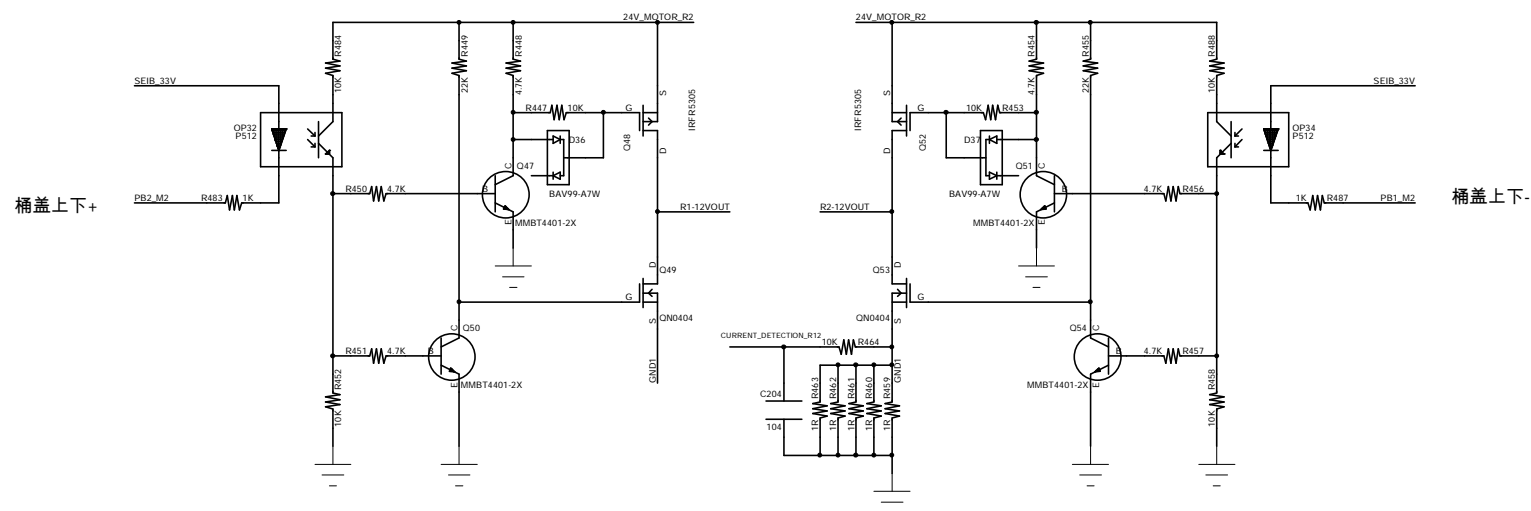 24V_MOTOR_R2
R484
10K
R449
22K
R448
4.7K
SEIB_33V
OP32
P512
R447
10K
G
S
D
Q48
IRFR5305
D36
BAV99-A7W
C
Q47
B
E
MMBT4401-2X
R450
4.7K
桶盖上下+
PB2_M2
R483
1K
R1-12VOUT
D
Q49
G
S
QN0404
GND1
C
Q50
B
E
MMBT4401-2X
R451
4.7K
R452
10K
24V_MOTOR_R2
R454
4.7K
R455
22K
R488
10K
SEIB_33V
OP34
P512
IRFR5305
S
G
D
Q52
10K
R453
D37
BAV99-A7W
Q51
C
B
E
MMBT4401-2X
4.7K
R456
1K
R487
PB1_M2
桶盖上下-
R2-12VOUT
Q53
D
G
S
QN0404
GND1
CURRENT_DETECTION_R12
10K
R464
C204
104
R463
1R
R462
1R
R461
1R
R460
1R
R459
1R
Q54
C
B
E
MMBT4401-2X
4.7K
R457
R458
10K